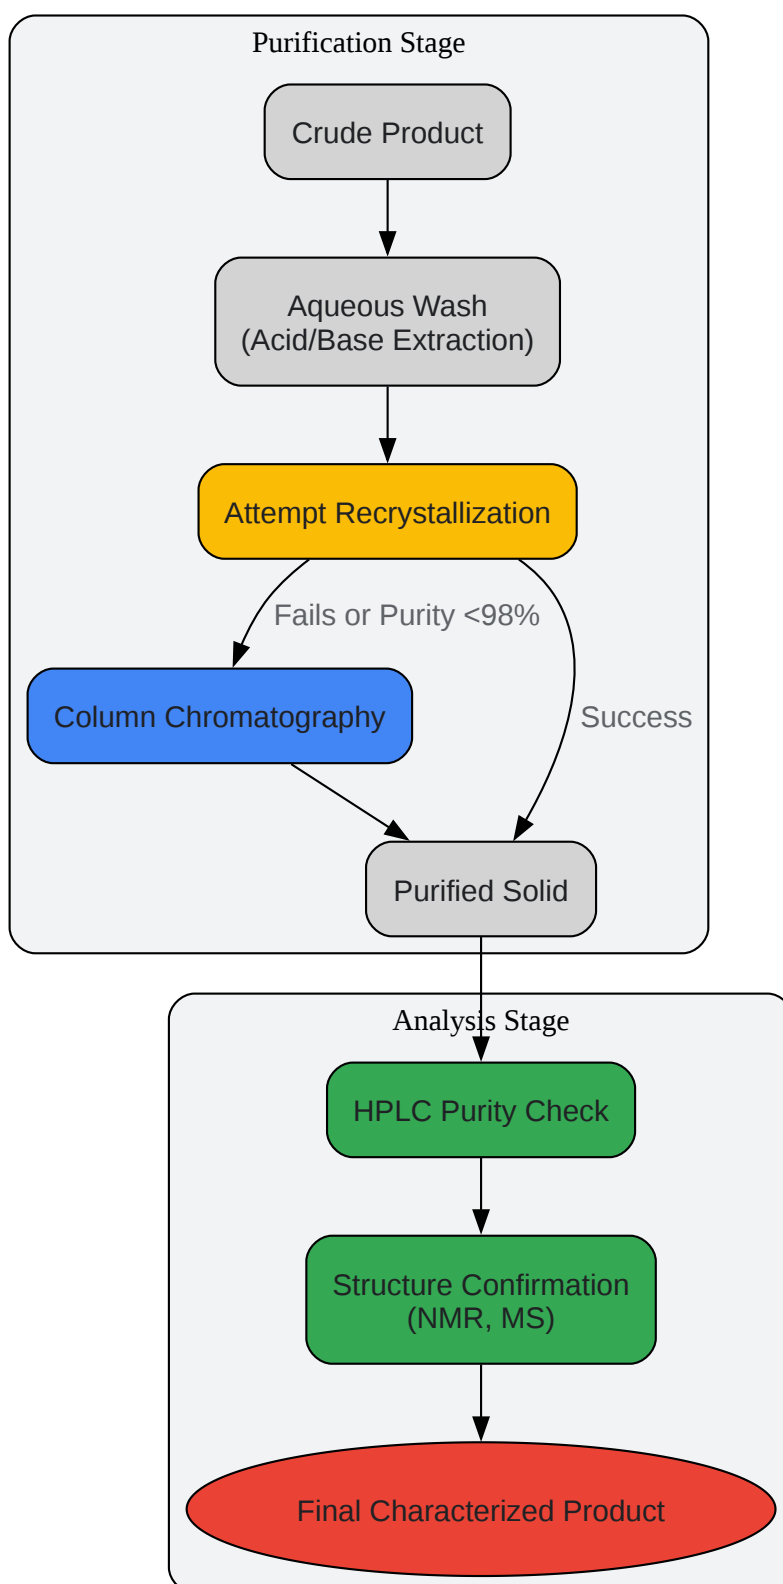 Purification Stage
Crude Product
Aqueous Wash
(Acid/Base Extraction)
Attempt Recrystallization
Fails or Purity <98%
Column Chromatography
Success
Purified Solid
Analysis Stage
HPLC Purity Check
Structure Confirmation
(NMR, MS)
Final Characterized Product